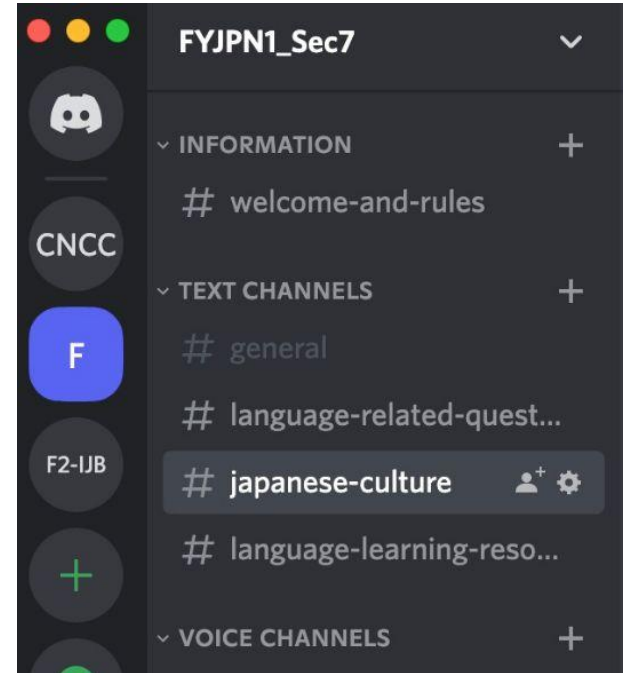 FYJPN1_Sec7
INFORMATION
# welcome-and-rules
CNCC
TEXT CHANNELS
F
# general
# language-related-quest...
F2-IJB
# japanese-culture
# language-learning-reso...
VOICE CHANNELS